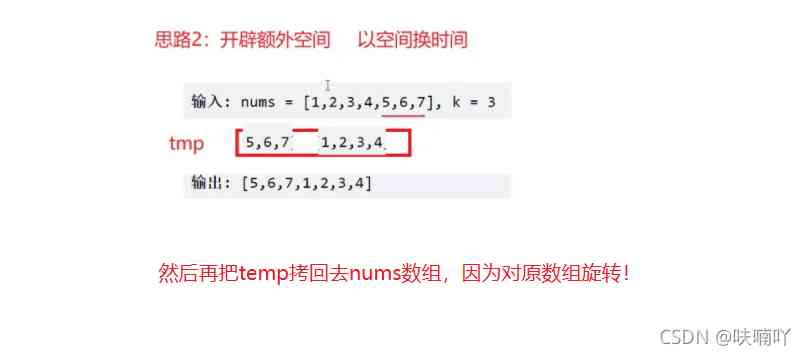 思路2：开辟额外空间 以空间换时间
输入: nums = [1,2,3,4,5,6,7], k = 3
tmp 5,6,7 1,2,3,4
输出: [5,6,7,1,2,3,4]
然后再把temp拷回去nums数组，因为对原数组旋转！
CSDN @呋喃吖